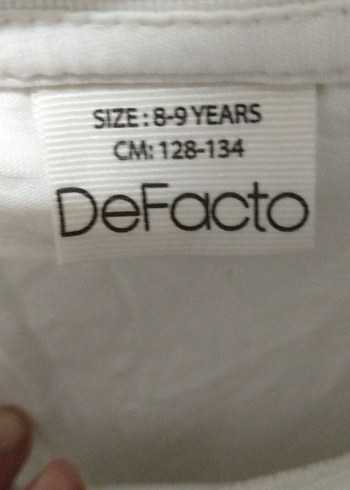 SIZE : 8-9 YEARS
CM: 128-134
DeFacto